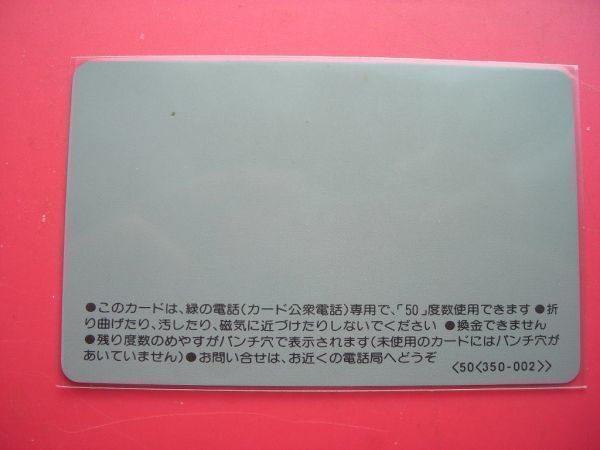 ●このカードは、緑の電話(カード公衆電話)専用で、「50」度数使用できます ●折
り曲げたり、汚したり、磁気に近づけたりしないでください ●換金できません
●残り度数のめやすがパンチ穴で表示されます(未使用のカードにはパンチ穴が
あいていません)●お問い合せは、お近くの電話局へどうぞ
〈50〈350-002〉〉